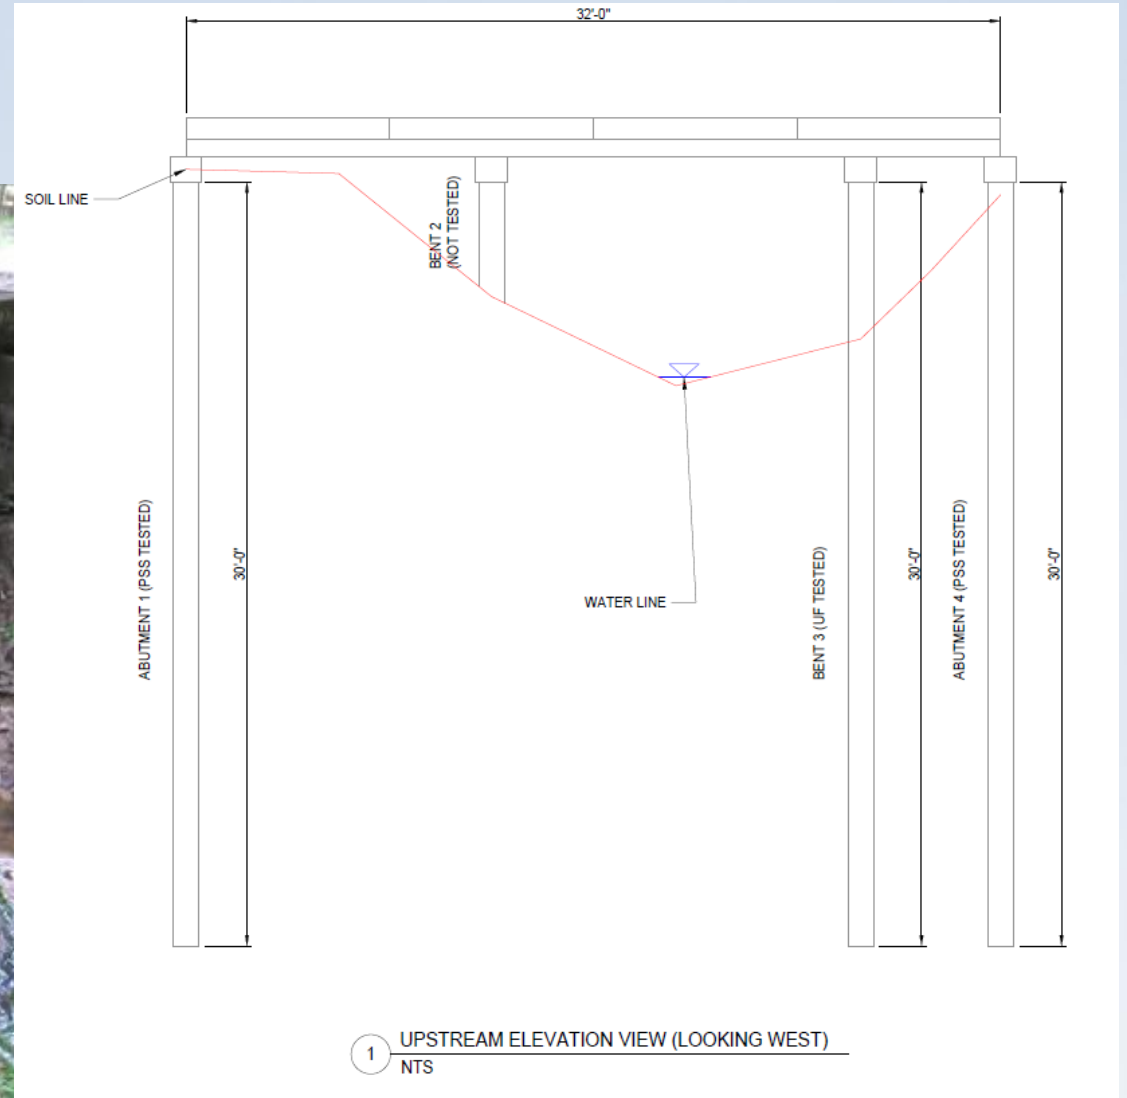 32'-0"
SOIL LINE
BENT 2
(NOT TESTED)
ABUTMENT 1 (PSS TESTED)
30'-0"
WATER LINE
BENT 3 (UF TESTED)
30'-0"
ABUTMENT 4 (PSS TESTED)
30'-0"
1 UPSTREAM ELEVATION VIEW (LOOKING WEST)
NTS